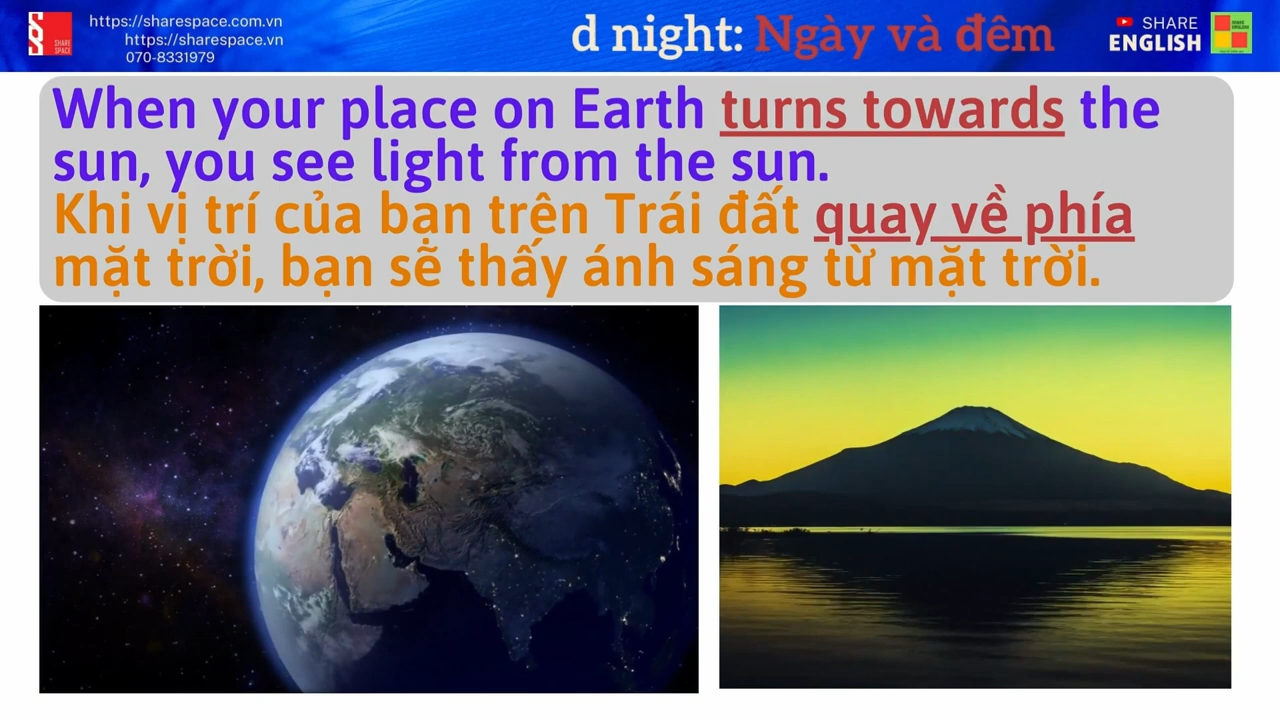 https://sharespace.com.vn
https://sharespace.vn
070-8331979
SHARE
SPACE
d night: Ngày và đêm
SHARE
ENGLISH
When your place on Earth turns towards the
sun, you see light from the sun.
Khi vị trí của bạn trên Trái đất quay về phía
mặt trời, bạn sẽ thấy ánh sáng từ mặt trời.